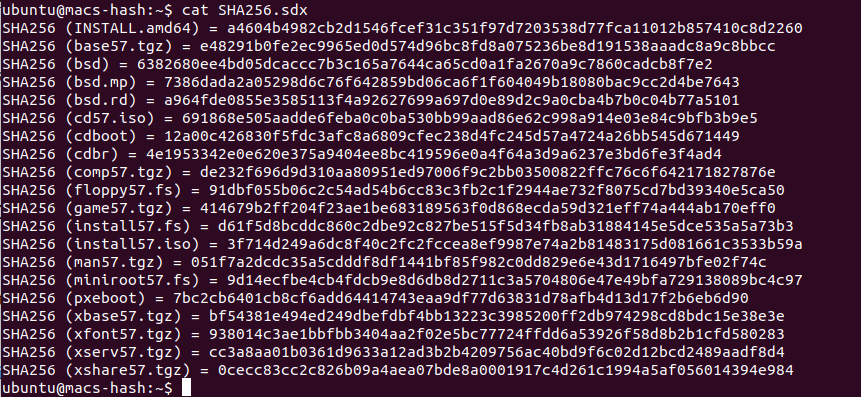 ubuntu@macs-hash:~$ cat SHA256.sdx
SHA256 (INSTALL.amd64) = a4604b4982cb2d1546fcef31c351f97d7203538d77fca11012b857410c8d2260
SHA256 (base57.tgz) = e48291b0fe2ec9965ed0d574d96bc8fd8a075236be8d191538aaadc8a9c8bbcc
SHA256 (bsd) = 6382680ee4bd05dcaccc7b3c165a7644ca65cd0a1fa2670a9c7860cadcb8f7e2
SHA256 (bsd.mp) = 7386dada2a05298d6c76f642859bd06ca6f1f604049b18080bac9cc2d4be7643
SHA256 (bsd.rd) = a964fde0855e3585113f4a92627699a697d0e89d2c9a0cba4b7b0c04b77a5101
SHA256 (cd57.iso) = 691868e505aadde6feba0c0ba530bb99aad86e62c998a914e03e84c9bfb3b9e5
SHA256 (cdboot) = 12a00c426830f5fdc3afc8a6809cfec238d4fc245d57a4724a26bb545d671449
SHA256 (cdbr) = 4e1953342e0e620e375a9404ee8bc419596e0a4f64a3d9a6237e3bd6fe3f4ad4
SHA256 (comp57.tgz) = de232f696d9d310aa80951ed97006f9c2bb03500822ffc76c6f642171827876e
SHA256 (floppy57.fs) = 91dbf055b06c2c54ad54b6cc83c3fb2c1f2944ae732f8075cd7bd39340e5ca50
SHA256 (game57.tgz) = 414679b2ff204f23ae1be683189563f0d868ecda59d321eff74a444ab170eff0
SHA256 (install57.fs) = d61f5d8bcddc860c2dbe92c827be515f5d34fb8ab31884145e5dce535a5a73b3
SHA256 (install57.iso) = 3f714d249a6dc8f40c2fc2fccea8ef9987e74a2b81483175d081661c3533b59a
SHA256 (man57.tgz) = 051f7a2dcdc35a5cdddf8df1441bf85f982c0dd829e6e43d1716497bfe02f74c
SHA256 (miniroot57.fs) = 9d14ecfbe4cb4fdcb9e8d6db8d2711c3a5704806e47e49bfa729138089bc4c97
SHA256 (pxeboot) = 7bc2cb6401cb8cf6add64414743eaa9df77d63831d78afb4d13d17f2b6eb6d90
SHA256 (xbase57.tgz) = bf54381e494ed249dbefdbf4bb13223c3985200ff2db974298cd8bdc15e38e3e
SHA256 (xfont57.tgz) = 938014c3ae1bbfbb3404aa2f02e5bc77724ffdd6a53926f58d8b2b1cfd580283
SHA256 (xserv57.tgz) = cc3a8aa01b0361d9633a12ad3b2b4209756ac40bd9f6c02d12bcd2489aadf8d4
SHA256 (xshare57.tgz) = 0cecc83cc2c826b09a4aea07bde8a0001917c4d261c1994a5af056014394e984
ubuntu@macs-hash:~$